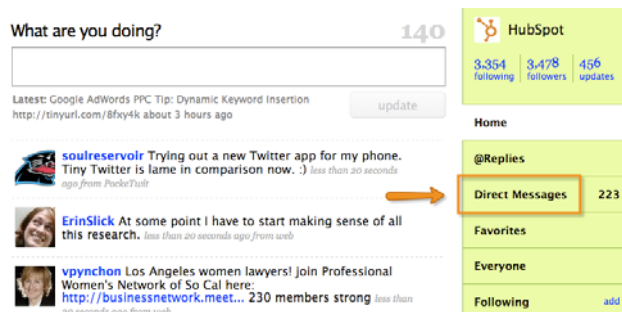 What are you doing?
140
Latest: Google AdWords PPC Tip: Dynamic Keyword Insertion
http://tinyurl.com/8fxy4k about 3 hours ago
update
soulreservoir Trying out a new Twitter app for my phone.
Tiny Twitter is lame in comparison now. :) less than 20 seconds
ago from PockeTwit
ErinSlick At some point I have to start making sense of all
this research. less than 20 seconds ago from web
vpynchon Los Angeles women lawyers! join Professional
Women's Network of So Cal here:
http://businessnetwork.meet... 230 members strong less than
20 seconds ago from web
HubSpot
3,354 3,478 456
following followers updates
Home
@Replies
Direct Messages 223
Favorites
Everyone
Following add